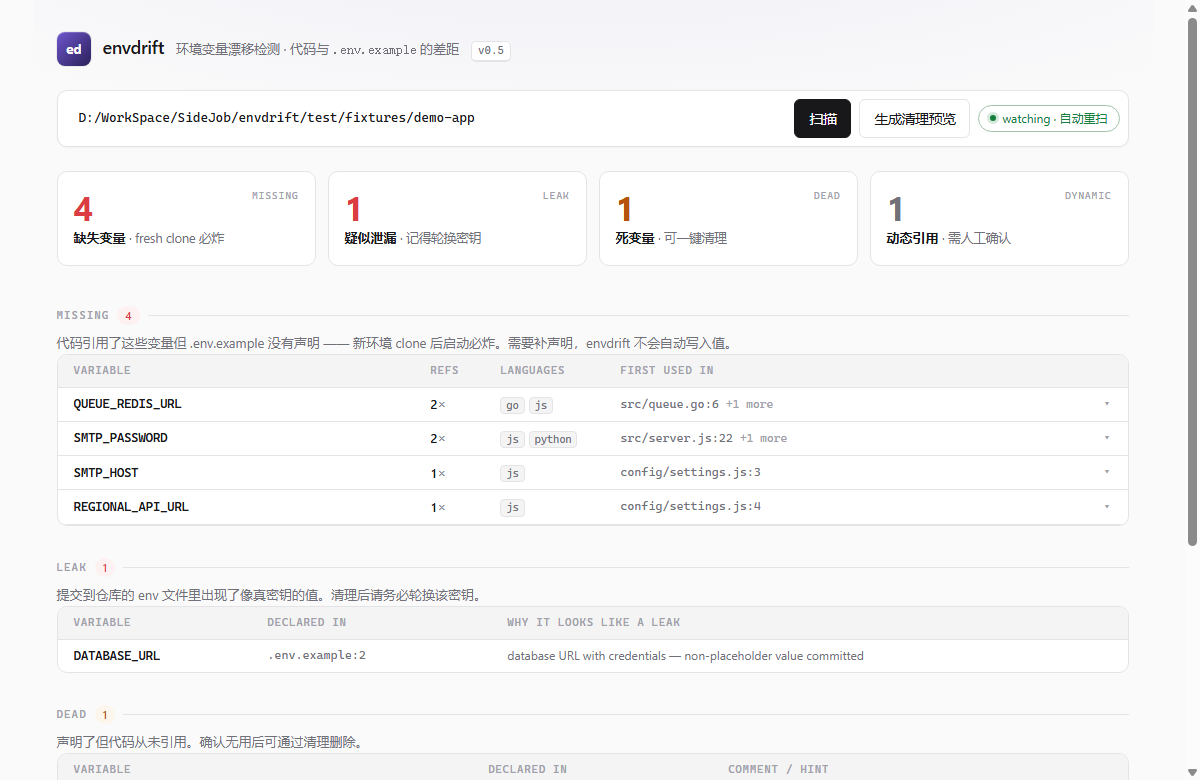 ed envdrift 环境变量漂移检测 · 代码与 .env.example 的差距 v0.5
D:/WorkSpace/SideJob/envdrift/test/fixtures/demo-app 扫描 生成清理预览 watching · 自动重扫
4 MISSING
缺失变量 · fresh clone 必炸
1 LEAK
疑似泄漏 · 记得轮换密钥
1 DEAD
死变量 · 可一键清理
1 DYNAMIC
动态引用 · 需人工确认
MISSING 4
代码引用了这些变量但 .env.example 没有声明 —— 新环境 clone 后启动必炸。需要补声明，envdrift 不会自动写入值。
VARIABLE REFS LANGUAGES FIRST USED IN
QUEUE_REDIS_URL 2× go js src/queue.go:6 +1 more
SMTP_PASSWORD 2× js python src/server.js:22 +1 more
SMTP_HOST 1× js config/settings.js:3
REGIONAL_API_URL 1× js config/settings.js:4
LEAK 1
提交到仓库的 env 文件里出现了像真密钥的值。清理后请务必轮换该密钥。
VARIABLE DECLARED IN WHY IT LOOKS LIKE A LEAK
DATABASE_URL .env.example:2 database URL with credentials — non-placeholder value committed
DEAD 1
声明了但代码从未引用。确认无用后可通过清理删除。
VARIABLE DECLARED IN COMMENT / HINT